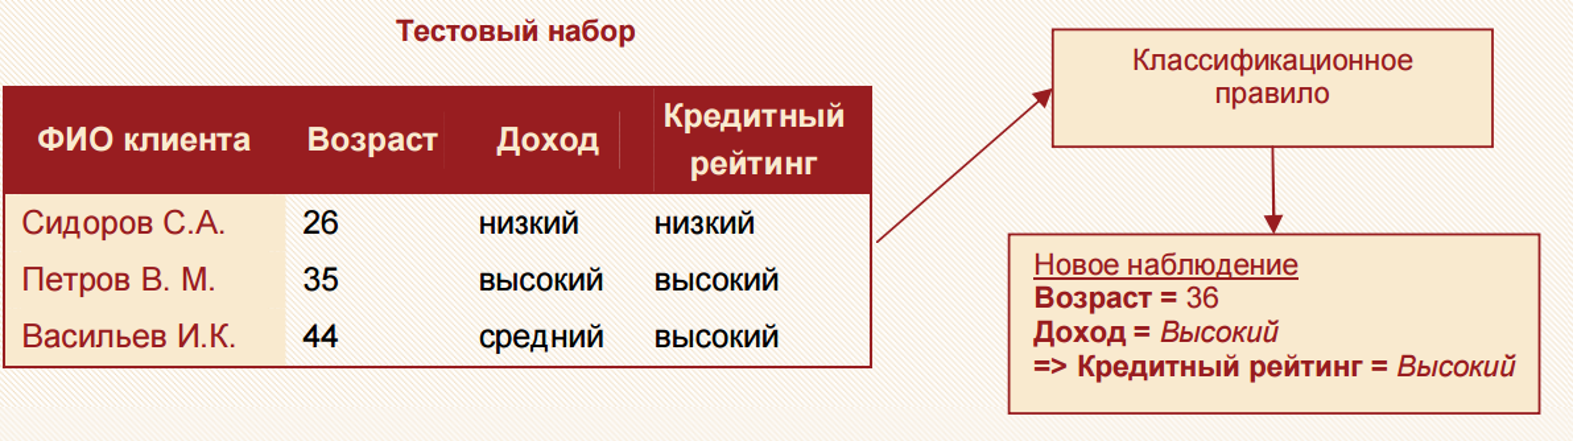 Тестовый набор
ФИО клиента Возраст Доход Кредитный рейтинг
Сидоров С.А. 26 низкий низкий
Петров В. М. 35 высокий высокий
Васильев И.К. 44 средний высокий
Классификационное
правило
Новое наблюдение
Возраст = 36
Доход = Высокий
=> Кредитный рейтинг = Высокий